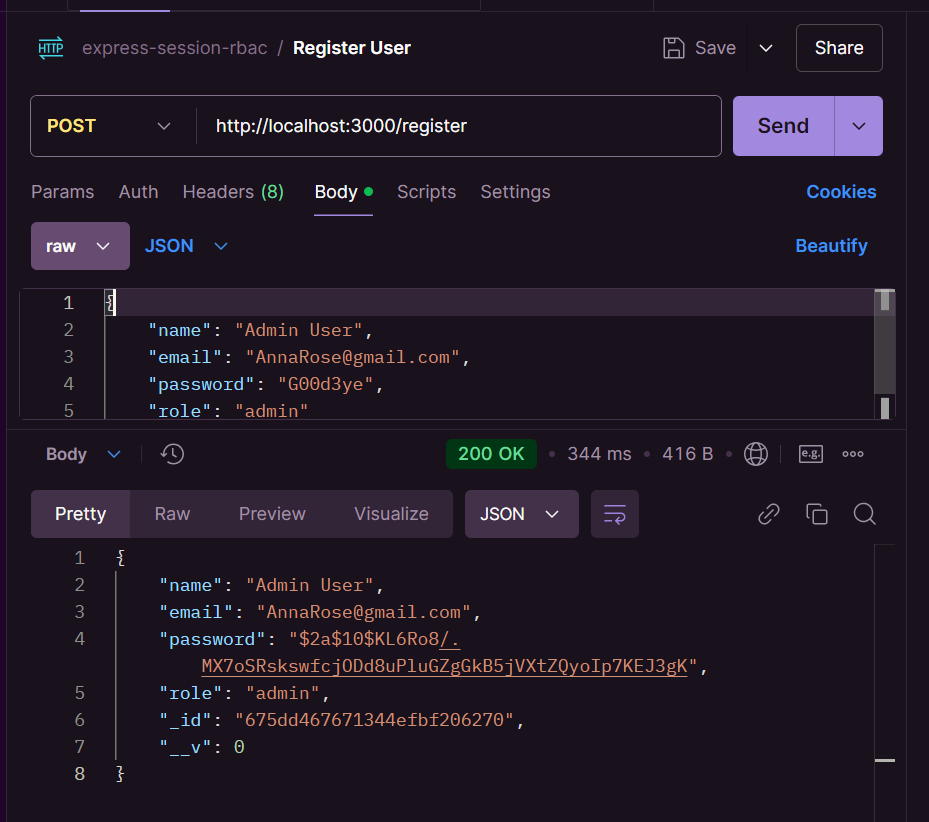 HTTP express-session-rbac / Register User Save Share
POST http://localhost:3000/register Send
Params Auth Headers (8) Body Scripts Settings Cookies
raw JSON Beautify
1 {
2 "name": "Admin User",
3 "email": "AnnaRose@gmail.com",
4 "password": "G00d3ye",
5 "role": "admin"
Body 200 OK • 344 ms • 416 B • e.g.
Pretty Raw Preview Visualize JSON
1 {
2 "name": "Admin User",
3 "email": "AnnaRose@gmail.com",
4 "password": "$2a$10$KL6Ro8/.
MX7oSRskswfcjODd8uPluGZgGkB5jVXtZQyoIp7KEJ3gK",
5 "role": "admin",
6 "_id": "675dd467671344efbf206270",
7 "__v": 0
8 }